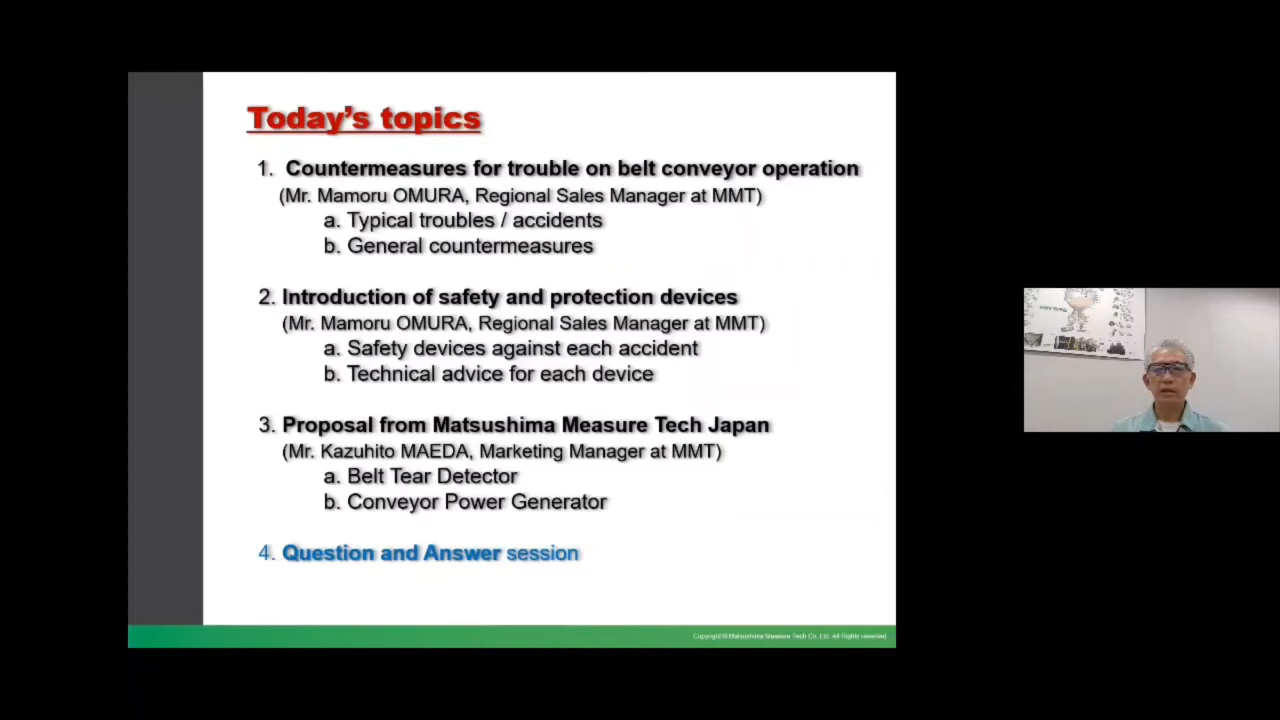 Today's topics
1. Countermeasures for trouble on belt conveyor operation
(Mr. Mamoru OMURA, Regional Sales Manager at MMT)
a. Typical troubles / accidents
b. General countermeasures
2. Introduction of safety and protection devices
(Mr. Mamoru OMURA, Regional Sales Manager at MMT)
a. Safety devices against each accident
b. Technical advice for each device
3. Proposal from Matsushima Measure Tech Japan
(Mr. Kazuhito MAEDA, Marketing Manager at MMT)
a. Belt Tear Detector
b. Conveyor Power Generator
4. Question and Answer session
Copyright © Matsushima Measure Tech Co.,Ltd. All Rights reserved